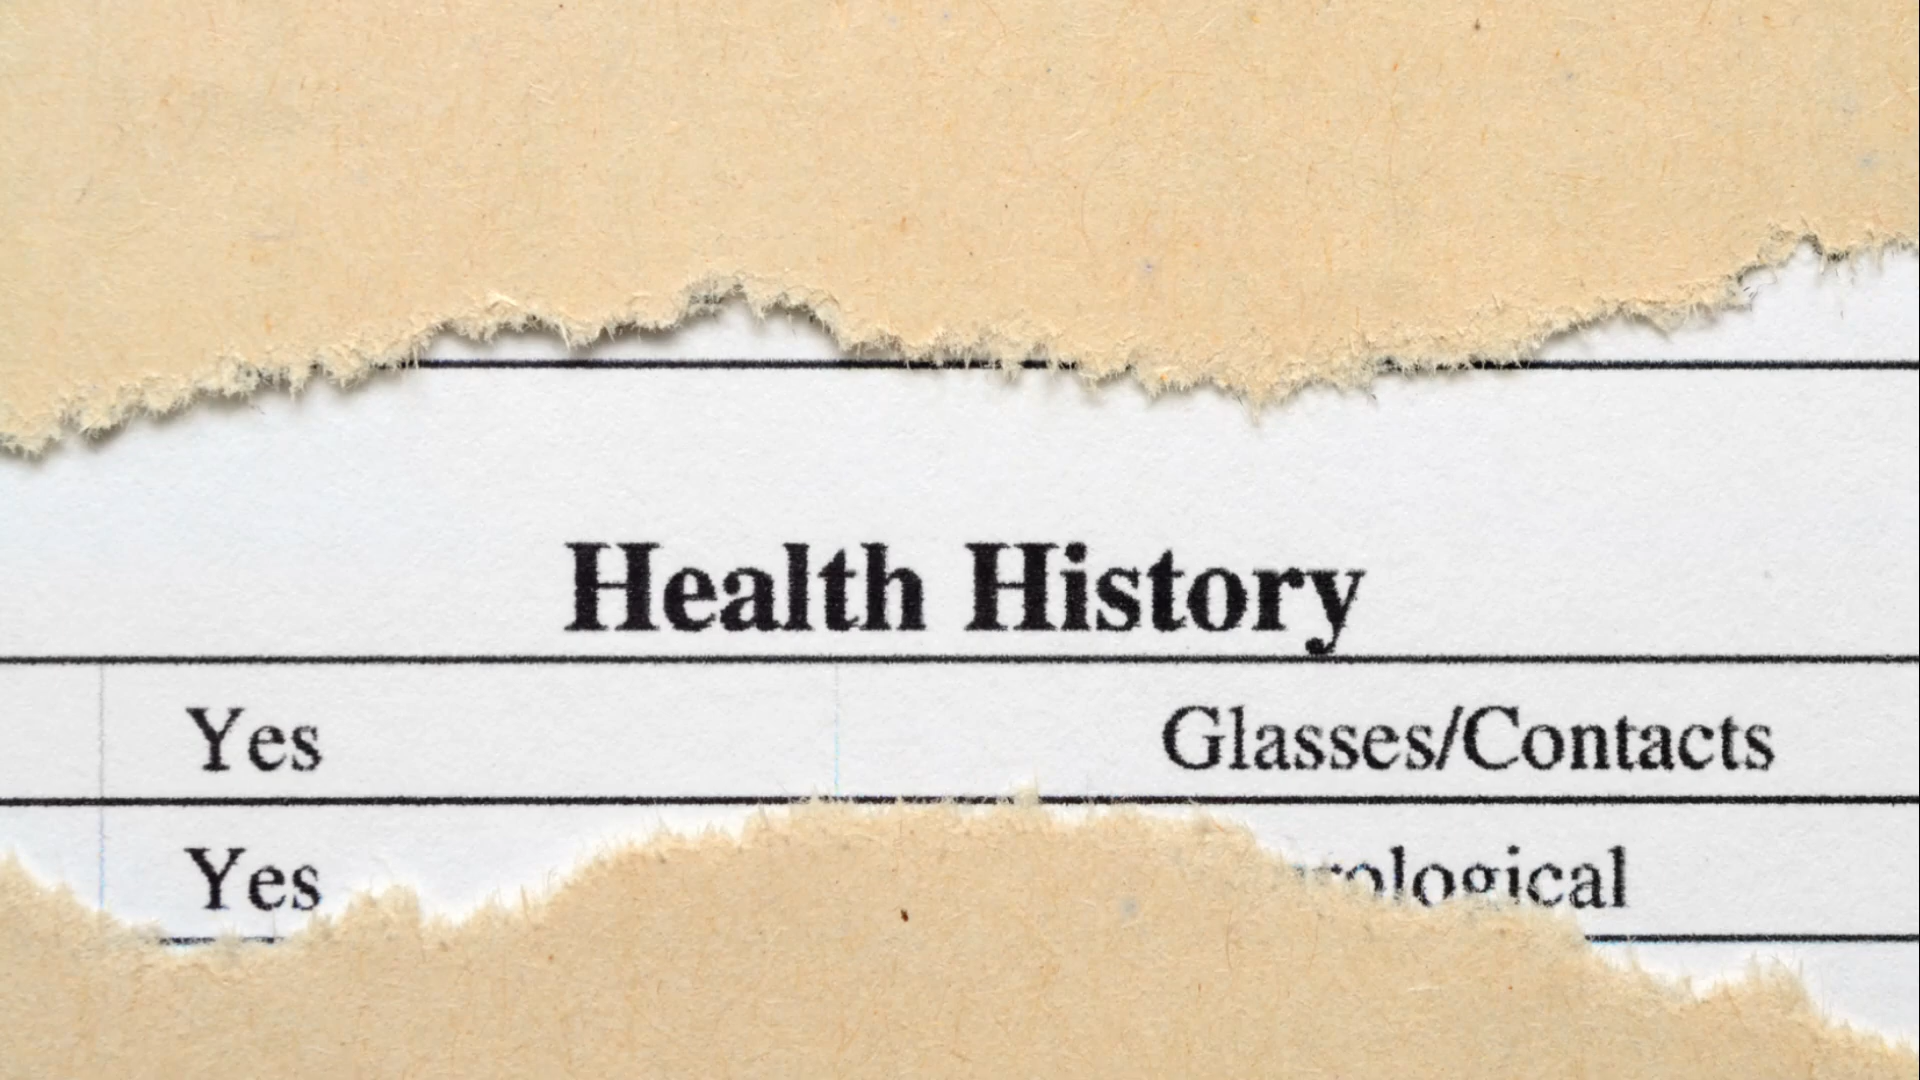 Health History
Yes Glasses/Contacts
Yes